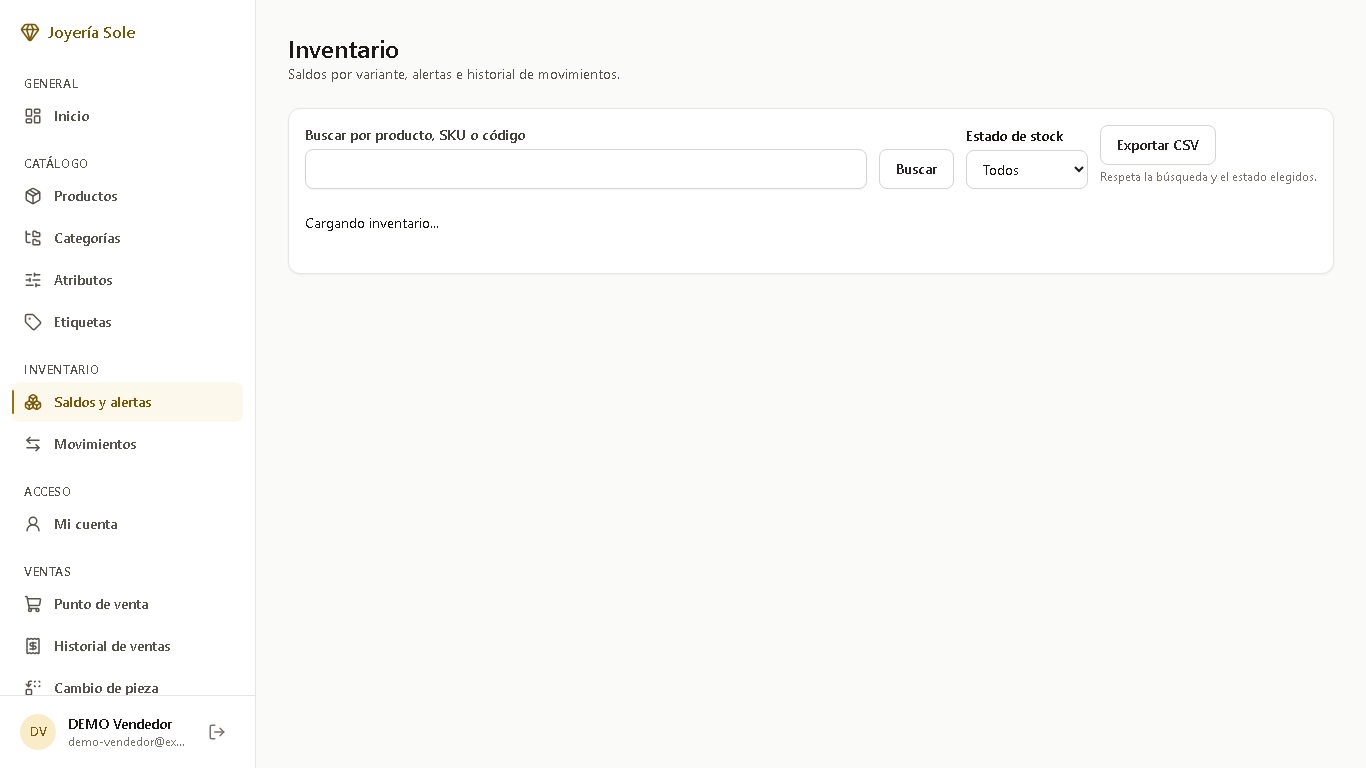 Joyería Sole
GENERAL
Inicio
CATÁLOGO
Productos
Categorías
Atributos
Etiquetas
INVENTARIO
Saldos y alertas
Movimientos
ACCESO
Mi cuenta
VENTAS
Punto de venta
Historial de ventas
Cambio de pieza
DV
DEMO Vendedor
demo-vendedor@ex...
Inventario
Saldos por variante, alertas e historial de movimientos.
Buscar por producto, SKU o código
Buscar
Estado de stock
Todos
Exportar CSV
Respeta la búsqueda y el estado elegidos.
Cargando inventario...